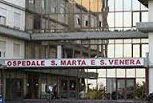 OSPEDALE S. MARTA E S. VENERA